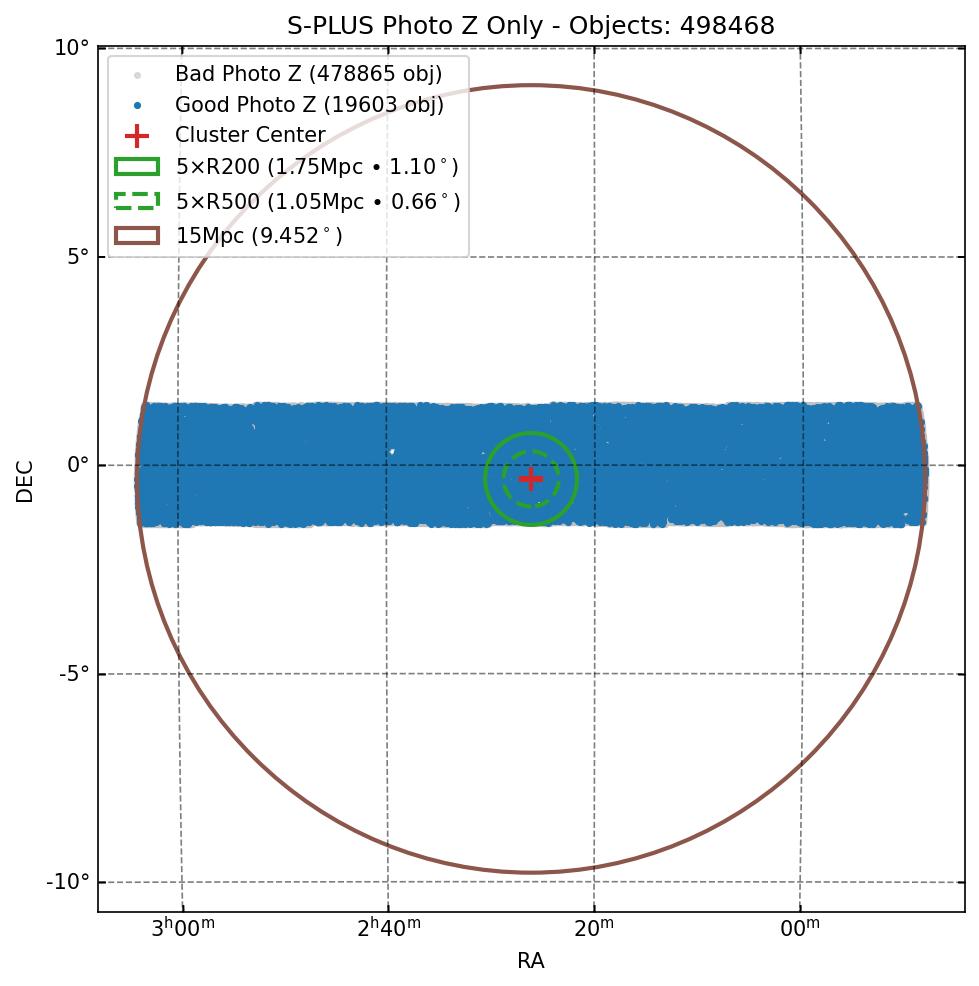 S-PLUS Photo Z Only - Objects: 498468
Bad Photo Z (478865 obj)
Good Photo Z (19603 obj)
Cluster Center
5×R200 (1.75Mpc • 1.10°)
5×R500 (1.05Mpc • 0.66°)
15Mpc (9.452°)
10°
5°
0°
-5°
-10°
DEC
3ʰ00ᵐ
2ʰ40ᵐ
20ᵐ
00ᵐ
RA